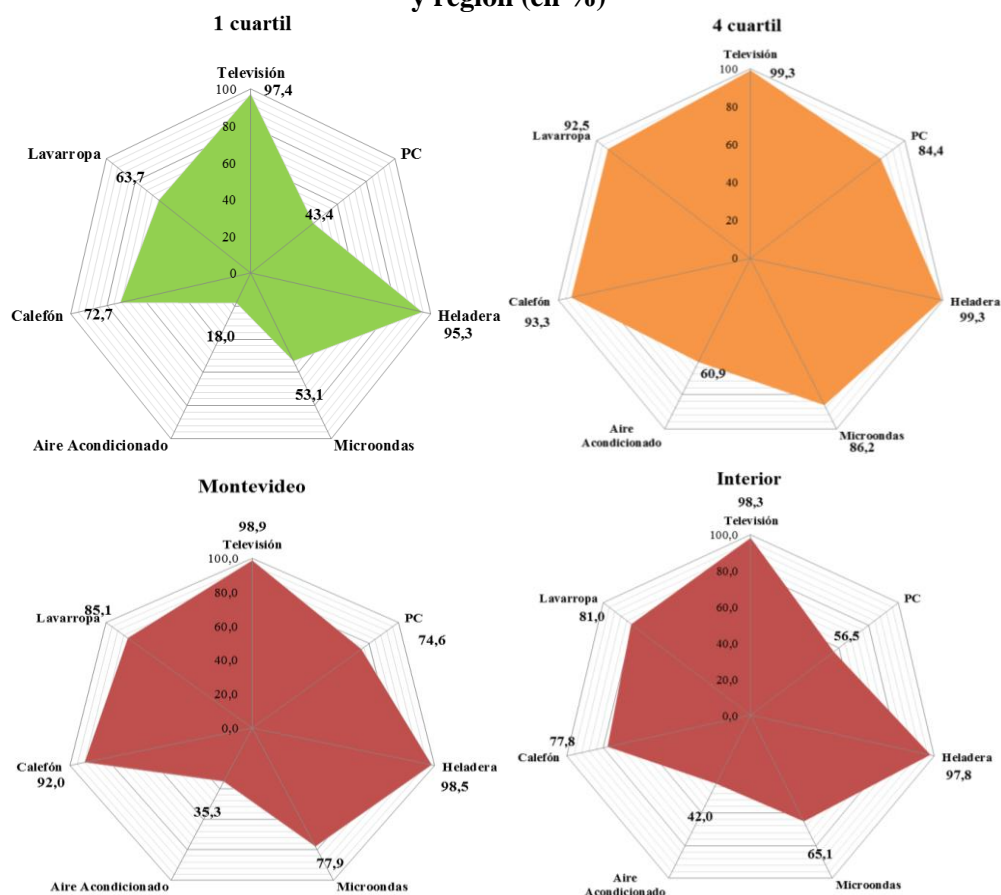 y región (en %)
1 cuartil
Televisión
97,4
100
80
60
40
20
0
PC
43,4
Heladera
95,3
53,1
Microondas
18,0
Aire Acondicionado
Calefón
72,7
Lavarropa
63,7
4 cuartil
Televisión
99,3
100
80
60
40
20
0
PC
84,4
Heladera
99,3
Microondas
86,2
60,9
Aire
Acondicionado
Calefón
93,3
92,5
Lavarropa
Montevideo
98,9
Televisión
100,0
80,0
60,0
40,0
20,0
0,0
PC
74,6
Heladera
98,5
77,9
Microondas
35,3
Aire Acondicionado
Calefón
92,0
85,1
Lavarropa
Interior
98,3
Televisión
100,0
80,0
60,0
40,0
20,0
0,0
PC
56,5
Heladera
97,8
65,1
Microondas
42,0
Aire
Acondicionado
77,8
Calefón
Lavarropa
81,0